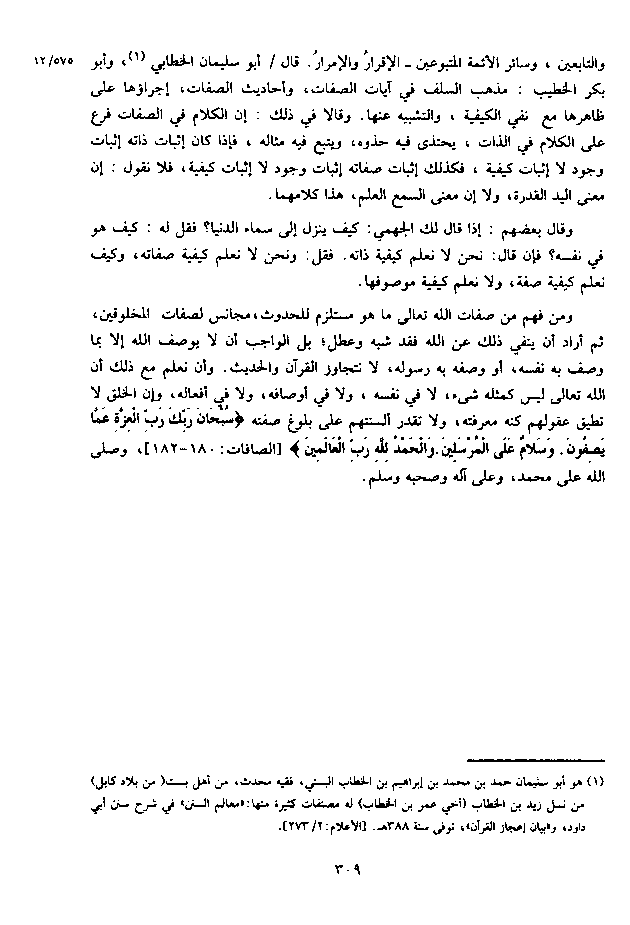 والتابعين ، وسائر الأئمة المتبوعين ـ الإقرارُ والإمرارُ. قال / أبو سليمان الخطابي (١)، وأبو ١٢/٥٧٥
بكر الخطيب : مذهب السلف في آيات الصفات، وأحاديث الصفات، إجراؤها على
ظاهرها مع نفي الكيفية ، والتشبيه عنها. وقالا في ذلك : إن الكلام في الصفات فرع
على الكلام في الذات ، يحتذى فيه حذوه، ويتبع فيه مثاله ، فإذا كان إثبات ذاته إثبات
وجود لا إثبات كيفية ، فكذلك إثبات صفاته إثبات وجود لا إثبات كيفية، فلا نقول : إن
معنى اليد القدرة، ولا إن معنى السمع العلم، هذا كلامهما.
وقال بعضهم : إذا قال لك الجهمي: كيف ينزل إلى سماء الدنيا؟ فقل له : كيف هو
في نفسه؟ فإن قال: نحن لا نعلم كيفية ذاته. فقل: ونحن لا نعلم كيفية صفاته، وكيف
نعلم كيفية صفة، ولا نعلم كيفية موصوفها.
ومن فهم من صفات الله تعالى ما هو مستلزم للحدوث، مجانس لصفات المخلوقين،
ثم أراد أن ينفي ذلك عن الله فقد شبه وعطل؛ بل الواجب أن لا يوصف الله إلا بما
وصف به نفسه، أو وصفه به رسوله، لا نتجاوز القرآن والحديث. وأن نعلم مع ذلك أن
الله تعالى ليس كمثله شىء، لا في نفسه ، ولا في أوصافه، ولا في أفعاله، وإن الخلق لا
تطيق عقولهم كنه معرفته، ولا تقدر ألسنتهم على بلوغ صفته ﴿سُبْحَانَ رَبِّكَ رَبِّ الْعِزَّةِ عَمَّا
يَصِفُونَ. وَسَلامٌ عَلَى الْمُرْسَلِينَ.وَالْحَمْدُ لِلَّهِ رَبِّ الْعَالَمِينَ﴾ [الصافات: ١٨٠-١٨٢]، وصلى
الله على محمد، وعلى آله وصحبه وسلم.
(١) هو أبو سليمان حمد بن محمد بن إبراهيم بن الخطاب البستي، فقيه محدث، من أهل بست( من بلاد كابل)
من نسل زيد بن الخطاب (أخي عمر بن الخطاب) له مصنفات كثيرة منها: «معالم السنن» في شرح سنن أبي
داود، و«بيان إعجاز القرآن»، توفى سنة ٣٨٨هـ. [الأعلام: ٢/ ٢٧٣].
٣٠٩